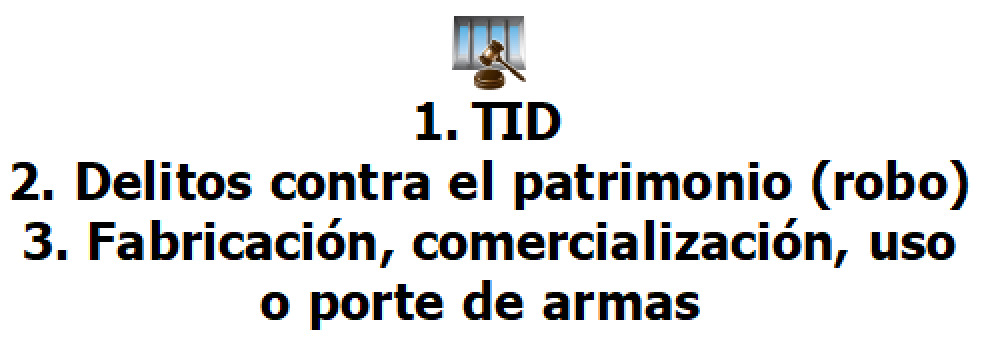 1. TID
2. Delitos contra el patrimonio (robo)
3. Fabricación, comercialización, uso
o porte de armas